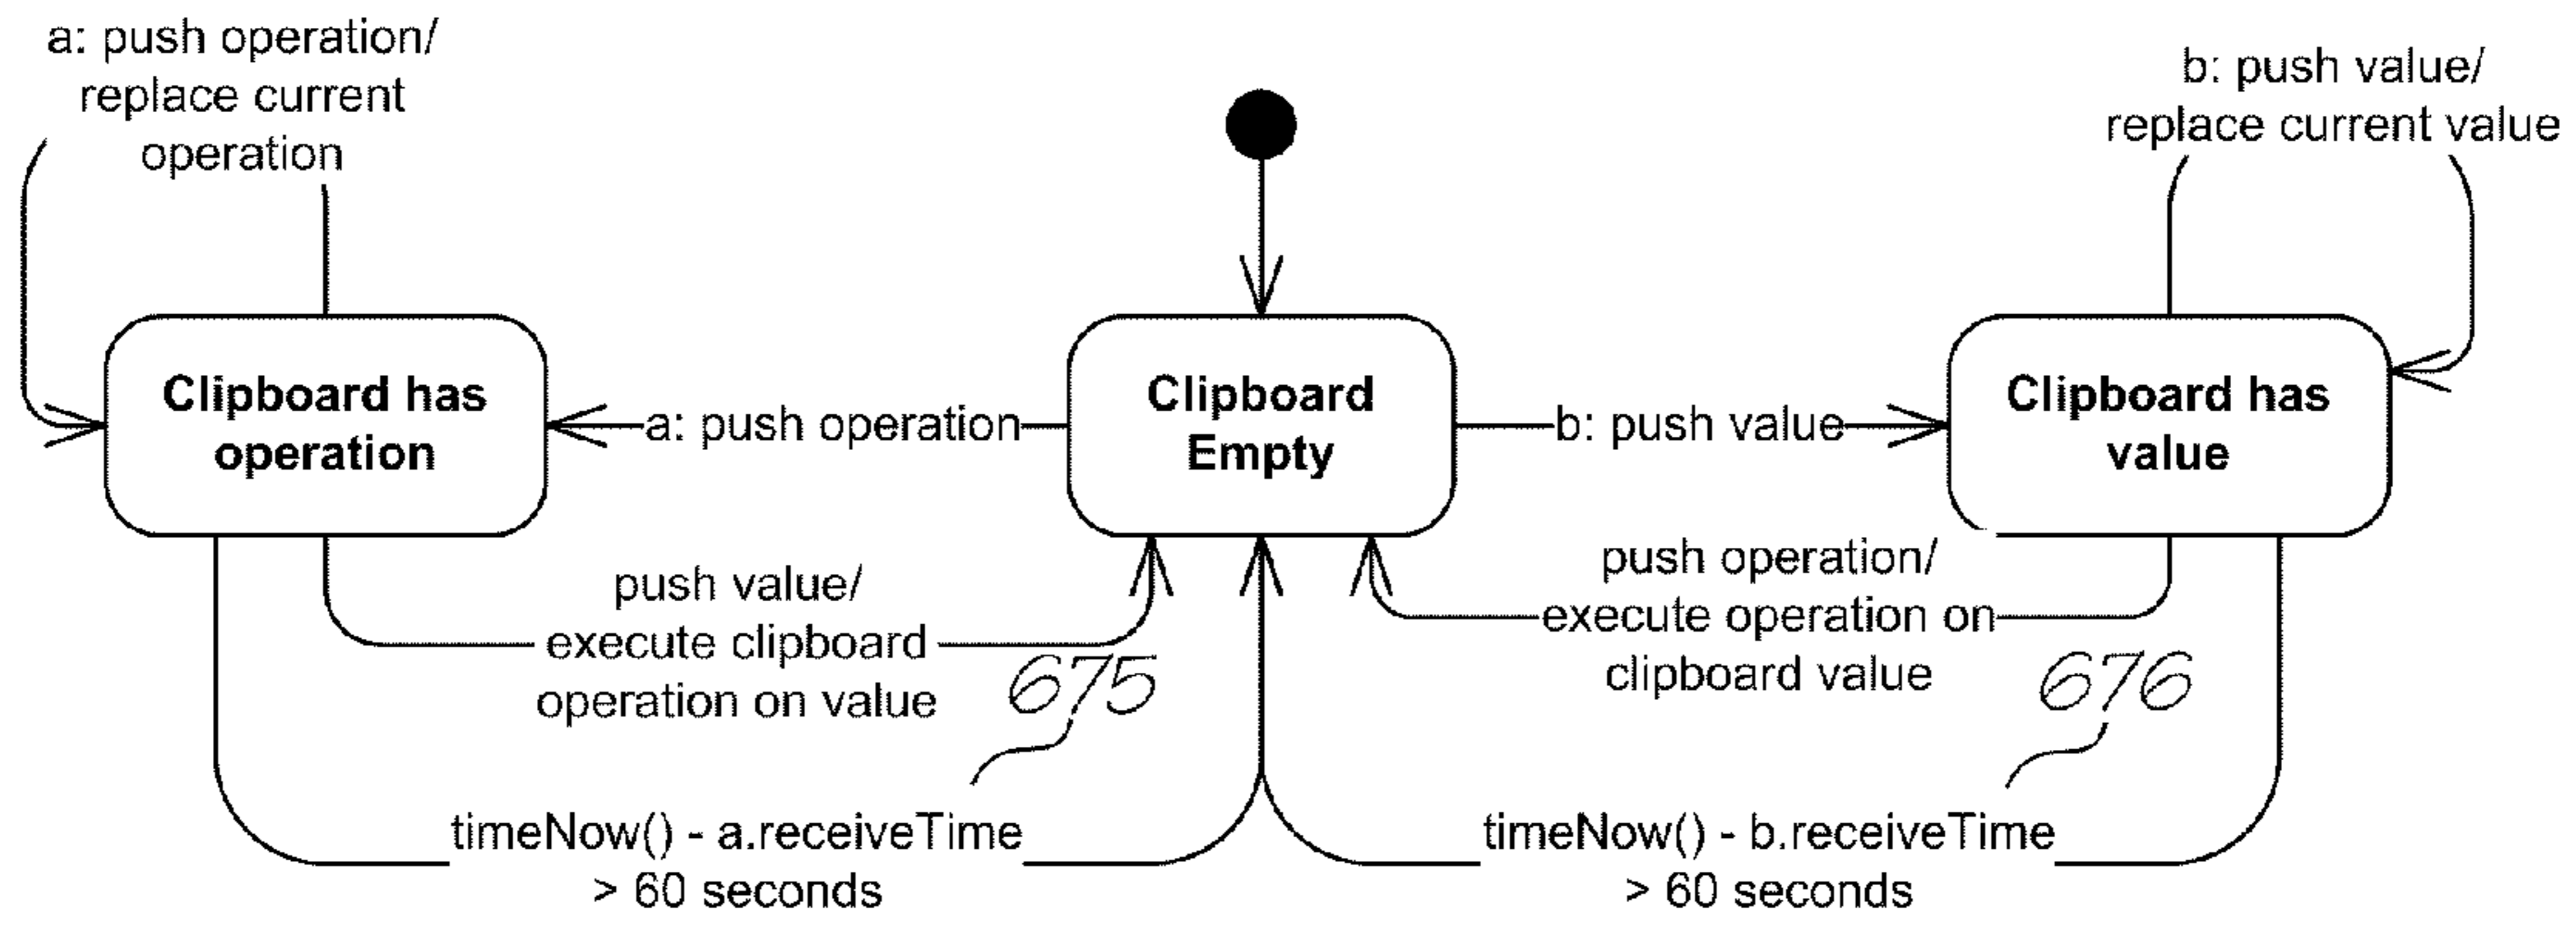 a: push operation/
replace current
operation
b: push value/
replace current value
Clipboard has
operation
a: push operation
Clipboard
Empty
b: push value
Clipboard has
value
push value/
execute clipboard
operation on value
675
push operation/
execute operation on
clipboard value
676
timeNow() - a.receiveTime
> 60 seconds
timeNow() - b.receiveTime
> 60 seconds